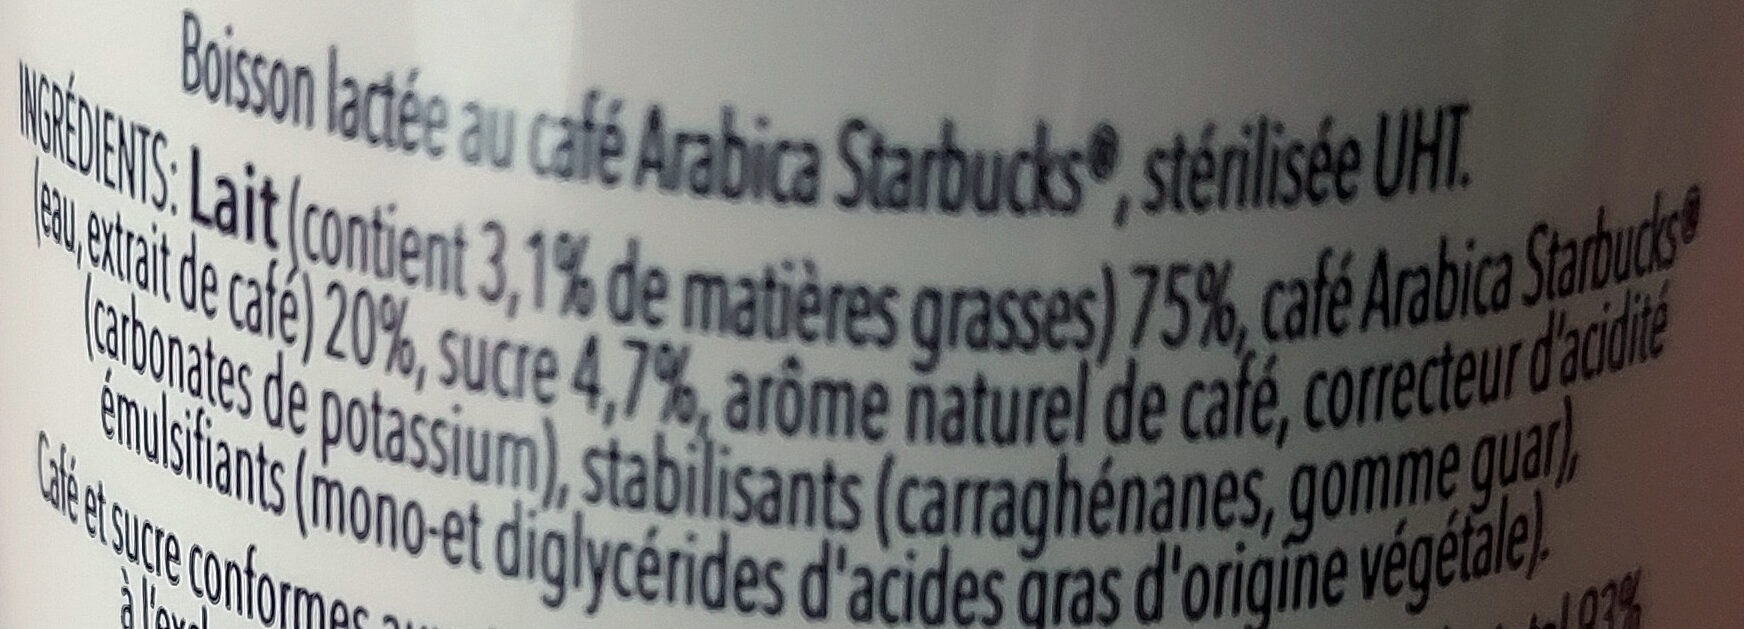 Boisson lactée au café Arabica Starbucks®, stérilisée UHT.
INGRÉDIENTS: Lait (contient 3,1% de matières grasses) 75%, café Arabica Starbucks®
(eau, extrait de café) 20%, sucre 4,7%, arôme naturel de café, correcteur d'acidité
(carbonates de potassium), stabilisants (carraghénanes, gomme guar),
émulsifiants (mono-et diglycérides d'acides gras d'origine végétale).
Café et sucre conformes
à 93%